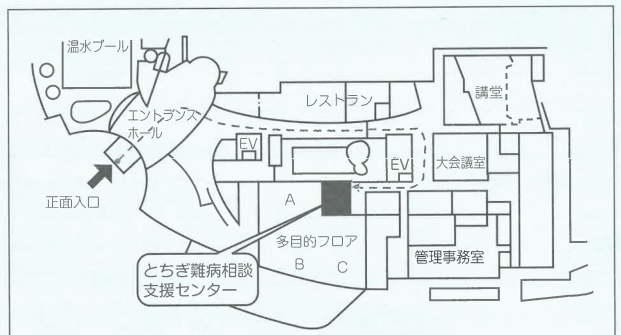 温水プール
エントランス
ホール
正面入口
レストラン
講堂
EV
EV
大会議室
A
多目的フロア
B
C
管理事務室
とちぎ難病相談
支援センター